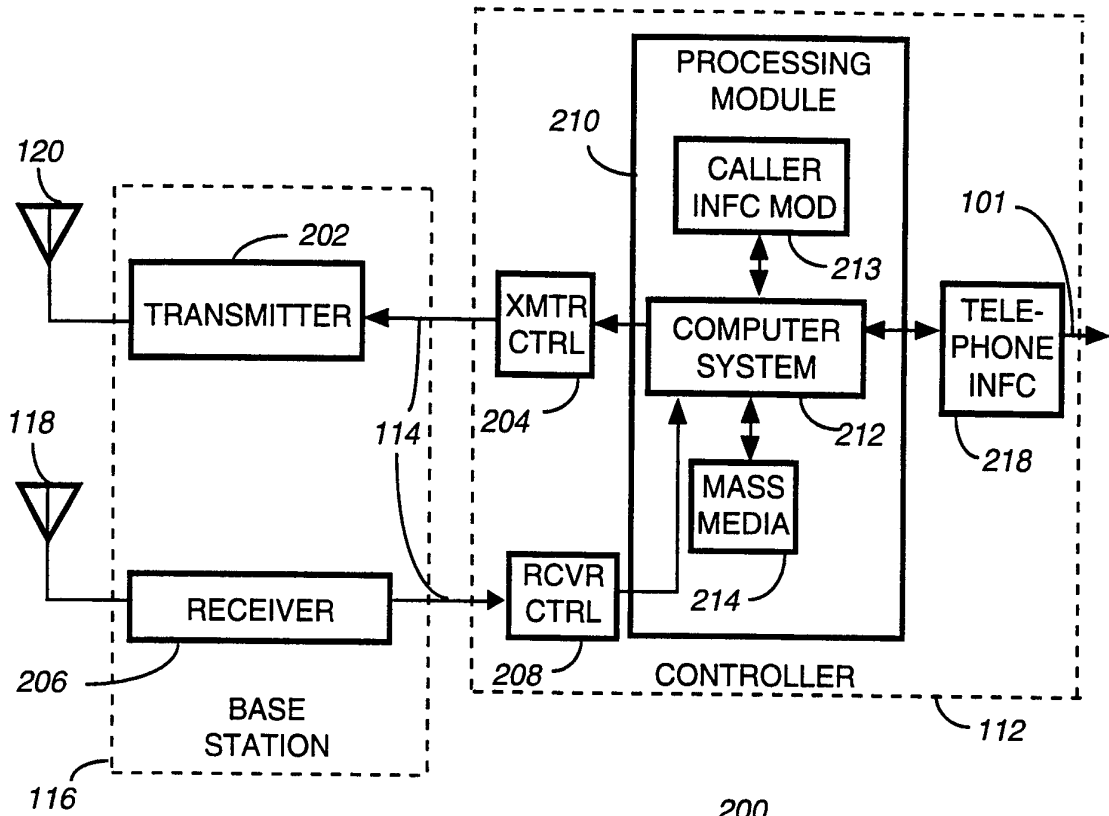 PROCESSING
MODULE
210
120
CALLER
INFC MOD
101
202
213
TRANSMITTER
XMTR
CTRL
COMPUTER
SYSTEM
TELE-
PHONE
INFC
118
114
204
212
218
MASS
MEDIA
RECEIVER
RCVR
CTRL
214
206
208
CONTROLLER
BASE
STATION
112
116
200